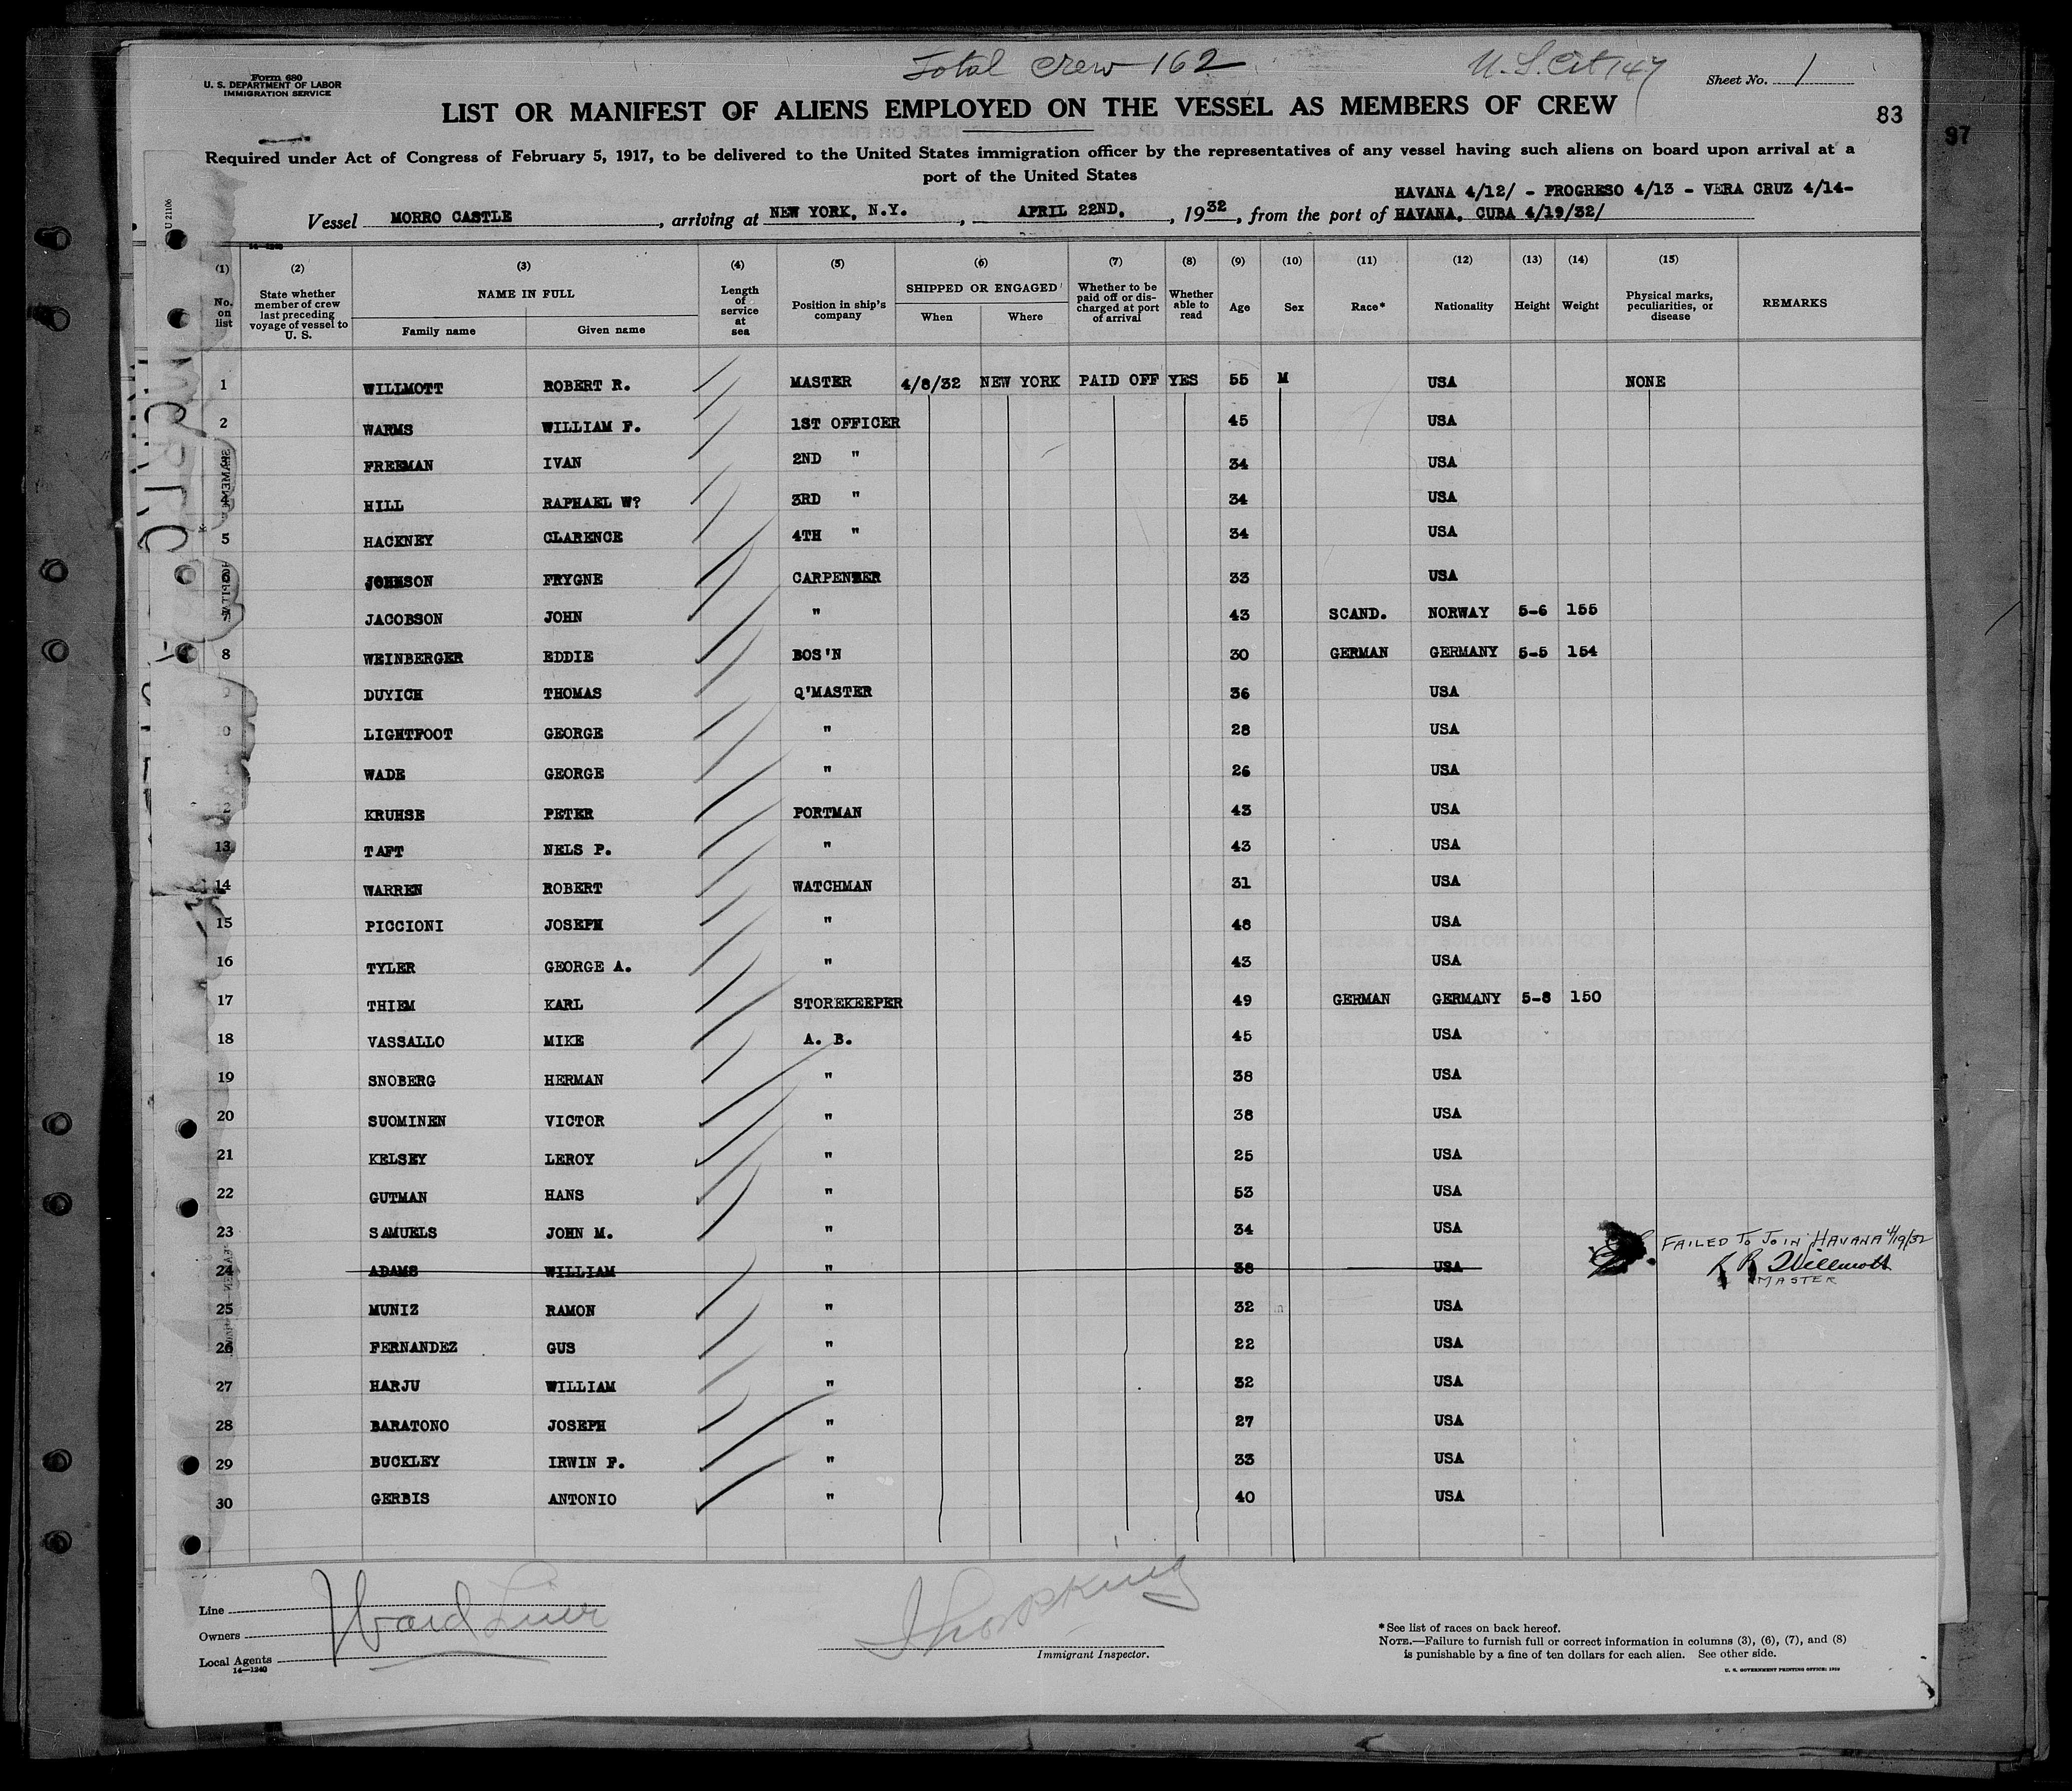 Total Crew 162
U.S. Cit 147
Form 680
U. S. DEPARTMENT OF LABOR
IMMIGRATION SERVICE
Sheet No. 1
LIST OR MANIFEST OF ALIENS EMPLOYED ON THE VESSEL AS MEMBERS OF CREW
83
97
Required under Act of Congress of February 5, 1917, to be delivered to the United States immigration officer by the representatives of any vessel having such aliens on board upon arrival at a
port of the United States
HAVANA 4/12/ - PROGRESO 4/13 - VERA CRUZ 4/14-
Vessel MORRO CASTLE, arriving at NEW YORK, N.Y., APRIL 22ND, 1932, from the port of HAVANA, CUBA 4/19/32/
(1) (2) (3) (4) (5) (6) (7) (8) (9) (10) (11) (12) (13) (14) (15)
No. on list
State whether member of crew last preceding voyage of vessel to U. S.
NAME IN FULL
Family name Given name
Length of service at sea
Position in ship's company
SHIPPED OR ENGAGED
When Where
Whether to be paid off or discharged at port of arrival
Whether able to read
Age
Sex
Race*
Nationality
Height
Weight
Physical marks, peculiarities, or disease
REMARKS
1 WILLMOTT ROBERT R. MASTER 4/8/32 NEW YORK PAID OFF YES 55 M USA NONE
2 WARMS WILLIAM F. 1ST OFFICER 45 USA
FREEMAN IVAN 2ND " 34 USA
4 HILL RAPHAEL W? 3RD " 34 USA
5 HACKNEY CLARENCE 4TH " 34 USA
JOHNSON FRYGNE CARPENTER 33 USA
7 JACOBSON JOHN " 43 SCAND. NORWAY 5-6 155
8 WEINBERGER EDDIE BOS'N 30 GERMAN GERMANY 5-5 154
DUYICH THOMAS Q'MASTER 36 USA
0 LIGHTFOOT GEORGE " 28 USA
WADE GEORGE " 26 USA
2 KRUHSE PETER PORTMAN 43 USA
13 TAFT NELS P. " 43 USA
14 WARREN ROBERT WATCHMAN 31 USA
15 PICCIONI JOSEPH " 48 USA
16 TYLER GEORGE A. " 43 USA
17 THIEM KARL STOREKEEPER 49 GERMAN GERMANY 5-8 150
18 VASSALLO MIKE A. B. 45 USA
19 SNOBERG HERMAN " 38 USA
20 SUOMINEN VICTOR " 38 USA
21 KELSEY LEROY " 25 USA
22 GUTMAN HANS " 53 USA
23 SAMUELS JOHN M. " 34 USA
24 ADAMS WILLIAM " 38 USA FAILED TO JOIN HAVANA 4/19/32
R R Willmott
MASTER
25 MUNIZ RAMON " 32 USA
26 FERNANDEZ GUS " 22 USA
27 HARJU WILLIAM " 32 USA
28 BARATONO JOSEPH " 27 USA
29 BUCKLEY IRWIN F. " 33 USA
30 GERBIS ANTONIO " 40 USA
Line
Owners
Local Agents
Ward Line
14—1240
Immigrant Inspector.
* See list of races on back hereof.
NOTE.—Failure to furnish full or correct information in columns (3), (6), (7), and (8)
is punishable by a fine of ten dollars for each alien. See other side.